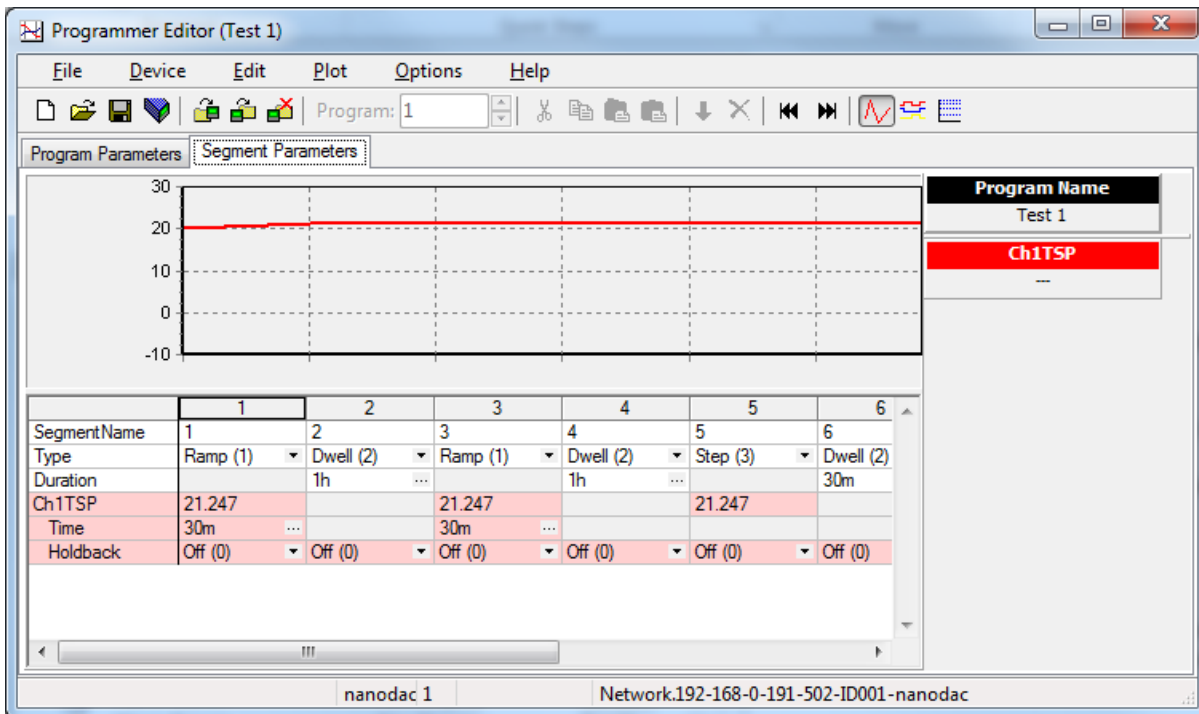 Programmer Editor (Test 1)
File Device Edit Plot Options Help
Program: 1
Program Parameters Segment Parameters
30
20
10
0
-10
Program Name
Test 1
Ch1TSP
---
1 2 3 4 5 6
SegmentName 1 2 3 4 5 6
Type Ramp (1) Dwell (2) Ramp (1) Dwell (2) Step (3) Dwell (2)
Duration 1h ... 1h ... 30m
Ch1TSP 21.247 21.247 21.247
Time 30m ... 30m ...
Holdback Off (0) Off (0) Off (0) Off (0) Off (0) Off (0)
nanodac 1 Network.192-168-0-191-502-ID001-nanodac